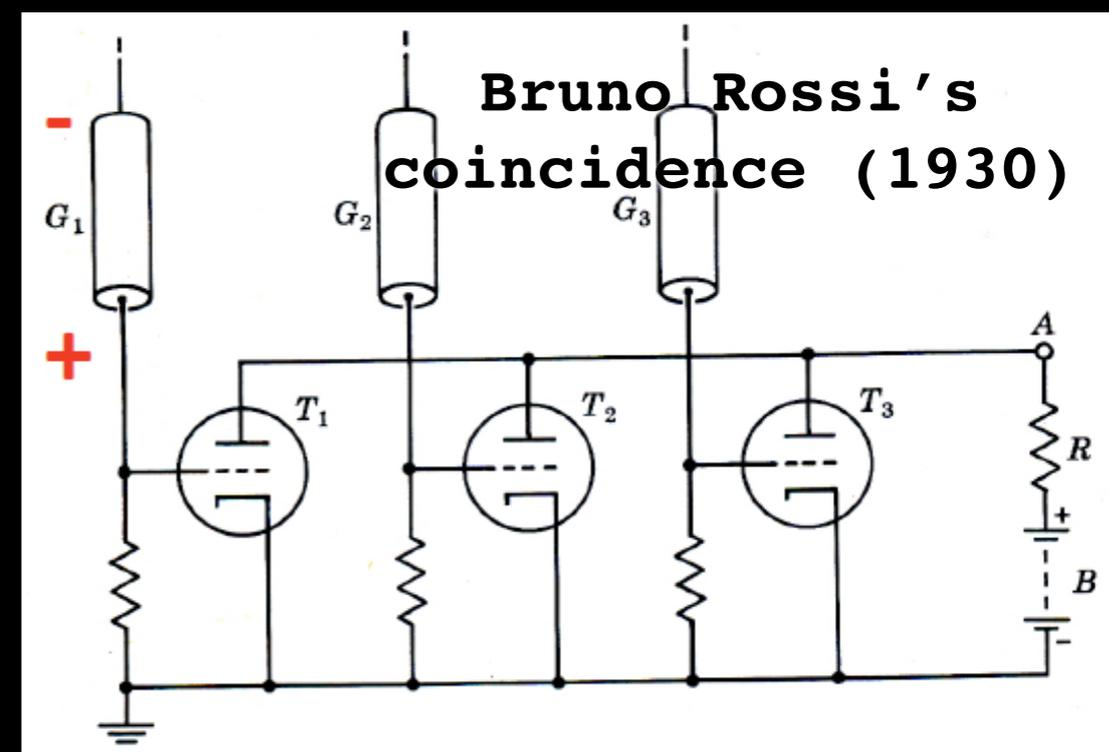 Bruno Rossi's
coincidence (1930)
-
G₁
G₂
G₃
+
A
T₁
T₂
T₃
R
+
B
-